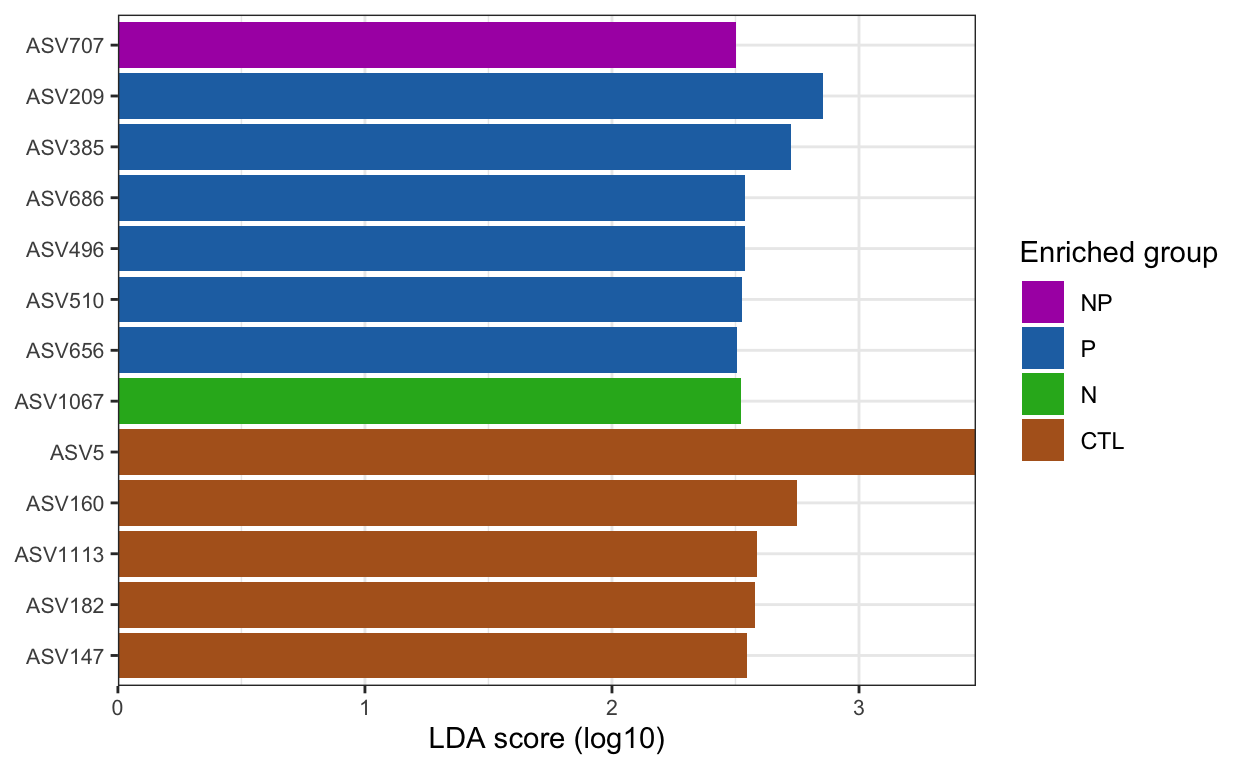 ASV707
ASV209
ASV385
ASV686
ASV496
ASV510
ASV656
ASV1067
ASV5
ASV160
ASV1113
ASV182
ASV147
0 1 2 3
LDA score (log10)
Enriched group
NP
P
N
CTL